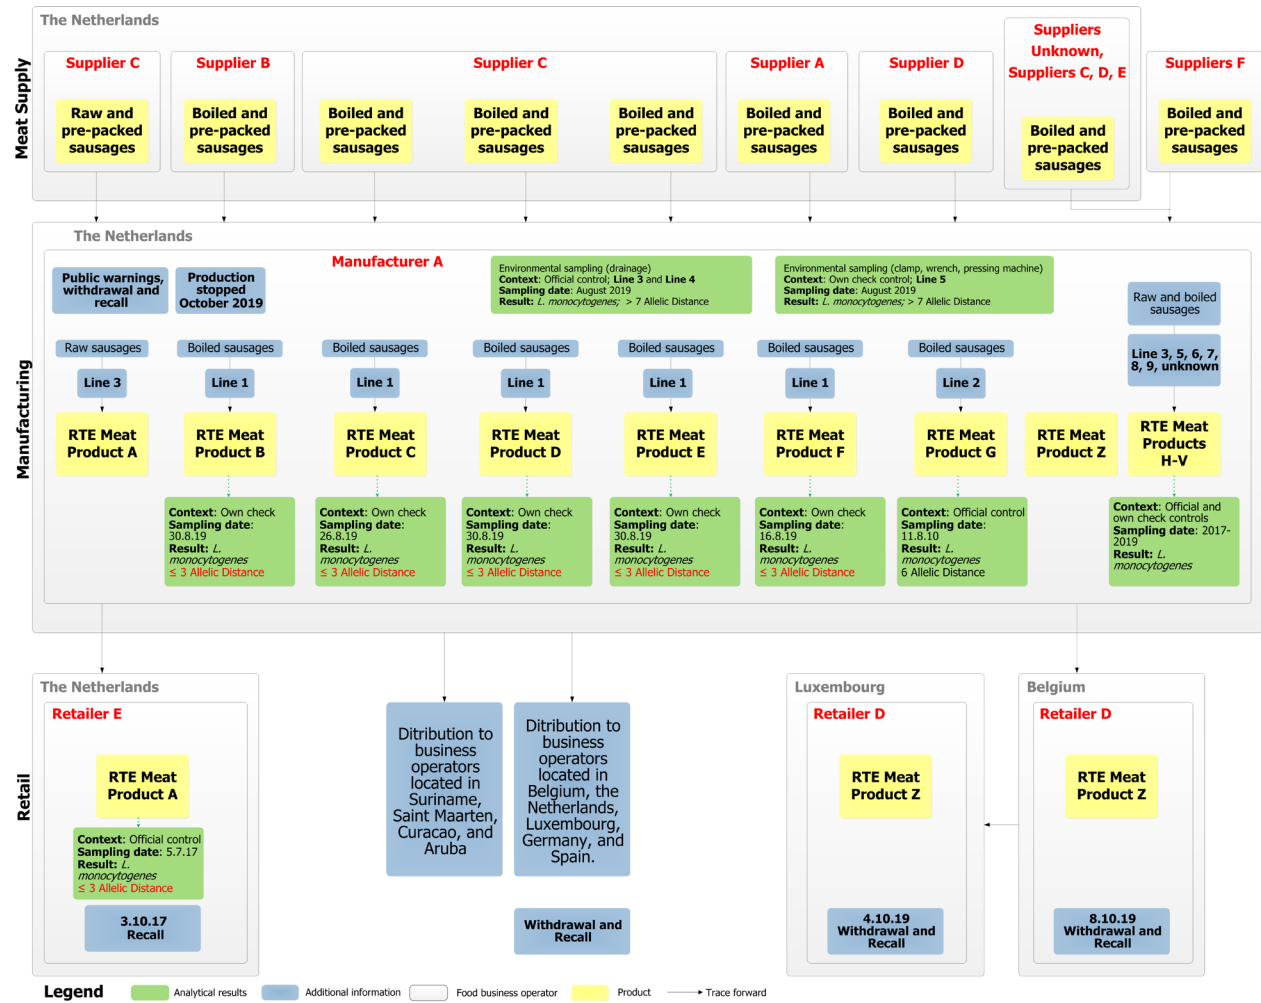 The Netherlands
Meat Supply
Supplier C
Raw and
pre-packed
sausages
Supplier B
Boiled and
pre-packed
sausages
Supplier C
Boiled and
pre-packed
sausages
Boiled and
pre-packed
sausages
Boiled and
pre-packed
sausages
Supplier A
Boiled and
pre-packed
sausages
Supplier D
Boiled and
pre-packed
sausages
Suppliers
Unknown,
Suppliers C, D, E
Boiled and
and pre-packed
sausages
Suppliers F
Boiled and
pre-packed
sausages
Manufacturing
The Netherlands
Manufacturer A
Public warnings,
withdrawal and
recall
Production
stopped
October 2019
Environmental sampling (drainage)
Context: Official control; Line 3 and Line 4
Sampling date: August 2019
Result: L. monocytogenes; > 7 Allelic Distance
Environmental sampling (clamp, wrench, pressing machine)
Context: Own check control; Line 5
Sampling date: August 2019
Result: L. monocytogenes; > 7 Allelic Distance
Raw and boiled
sausages
Line 3, 5, 6, 7,
8, 9, unknown
Raw sausages
Line 3
RTE Meat
Product A
Boiled sausages
Line 1
RTE Meat
Product B
Context: Own check
Sampling date:
30.8.19
Result: L.
monocytogenes
≤ 3 Allelic Distance
Boiled sausages
Line 1
RTE Meat
Product C
Context: Own check
Sampling date:
26.8.19
Result: L.
monocytogenes
≤ 3 Allelic Distance
Boiled sausages
Line 1
RTE Meat
Product D
Context: Own check
Sampling date:
30.8.19
Result: L.
monocytogenes
≤ 3 Allelic Distance
Boiled sausages
Line 1
RTE Meat
Product E
Context: Own check
Sampling date:
30.8.19
Result: L.
monocytogenes
≤ 3 Allelic Distance
Boiled sausages
Line 1
RTE Meat
Product F
Context: Own check
Sampling date:
16.8.19
Result: L.
monocytogenes
≤ 3 Allelic Distance
Boiled sausages
Line 2
RTE Meat
Product G
Context: Official control
Sampling date:
11.8.10
Result: L.
monocytogenes
6 Allelic Distance
RTE Meat
Product Z
RTE Meat
Products
H-V
Context: Official and
own check controls
Sampling date: 2017-
2019
Result: L.
monocytogenes
Retail
The Netherlands
Retailer E
RTE Meat
Product A
Context: Official control
Sampling date: 5.7.17
Result: L.
monocytogenes
≤ 3 Allelic Distance
3.10.17
Recall
Ditribution to
business
operators
located in
Suriname,
Saint Maarten,
Curacao, and
Aruba
Ditribution to
business
operators
located in
Belgium, the
Netherlands,
Luxembourg,
Germany, and
Spain.
Withdrawal and
Recall
Luxembourg
Retailer D
RTE Meat
Product Z
4.10.19
Withdrawal and
Recall
Belgium
Retailer D
RTE Meat
Product Z
8.10.19
Withdrawal and
Recall
Legend
Analytical results
Additional information
Food business operator
Product
Trace forward